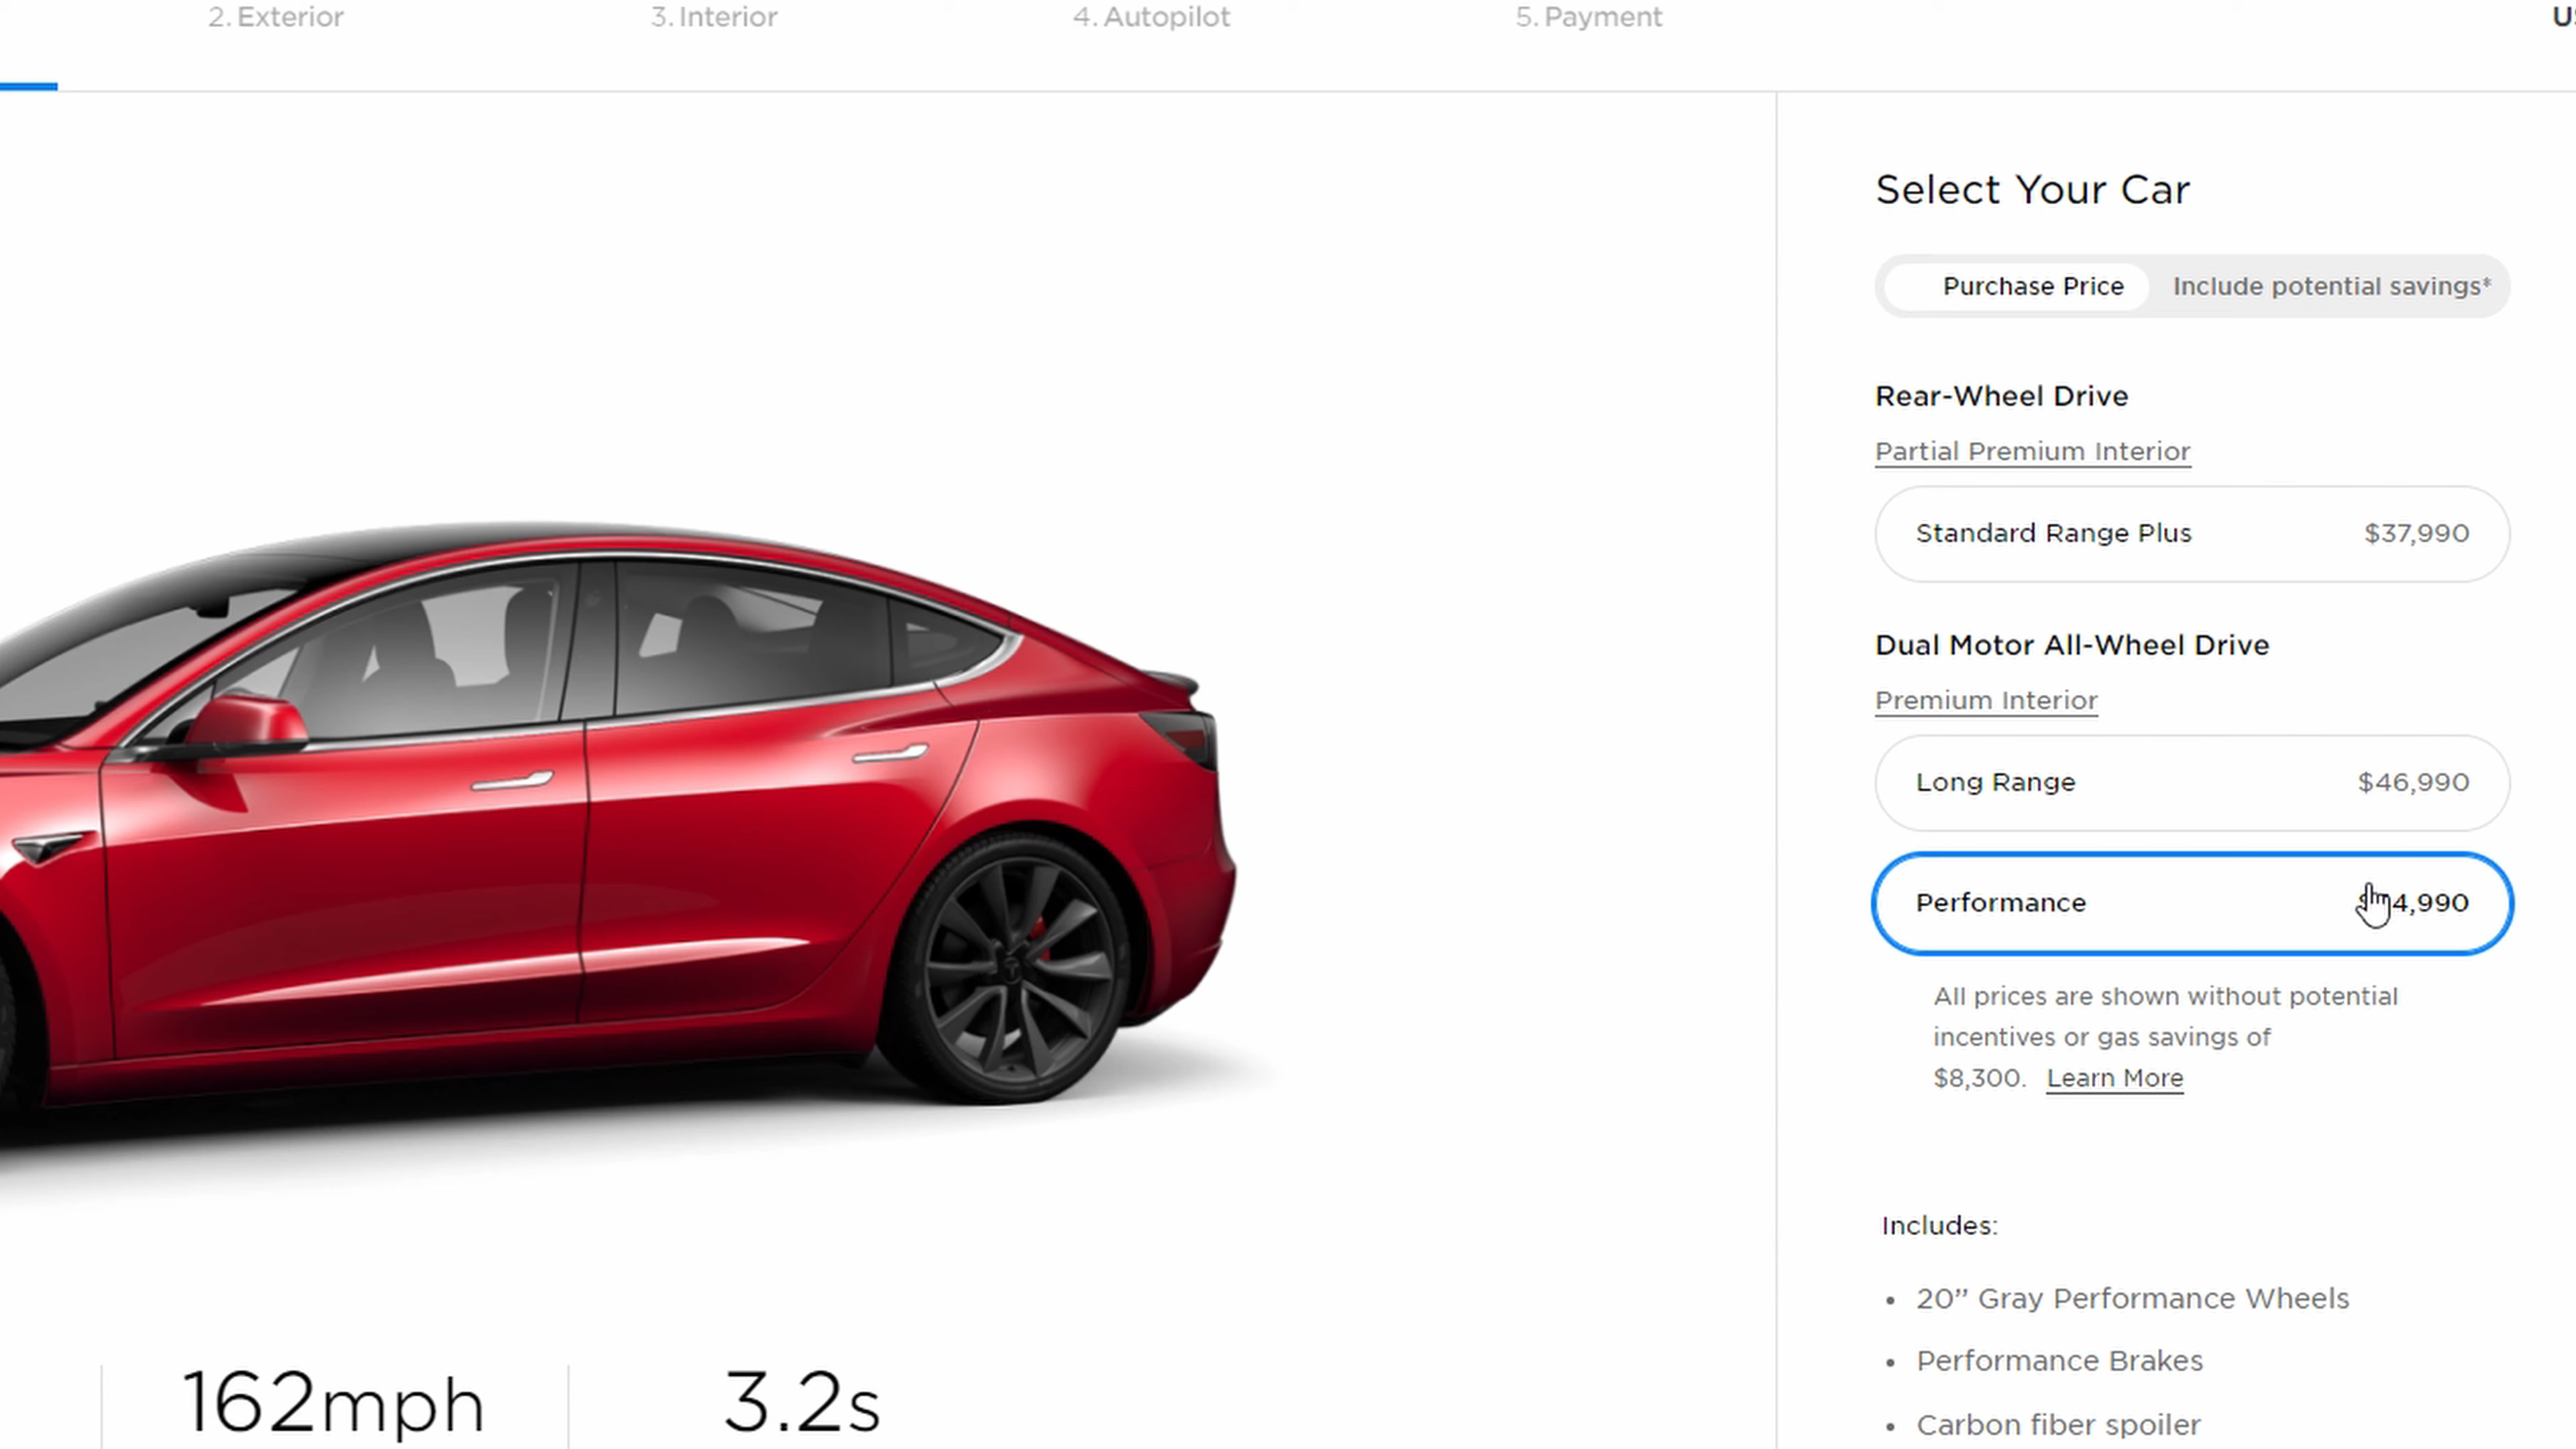 2. Exterior
3. Interior
4. Autopilot
5. Payment
Select Your Car
Purchase Price
Include potential savings*
Rear-Wheel Drive
Partial Premium Interior
Standard Range Plus $37,990
Dual Motor All-Wheel Drive
Premium Interior
Long Range $46,990
Performance 4,990
All prices are shown without potential
incentives or gas savings of
$8,300. Learn More
Includes:
• 20” Gray Performance Wheels
• Performance Brakes
• Carbon fiber spoiler
162mph
3.2s